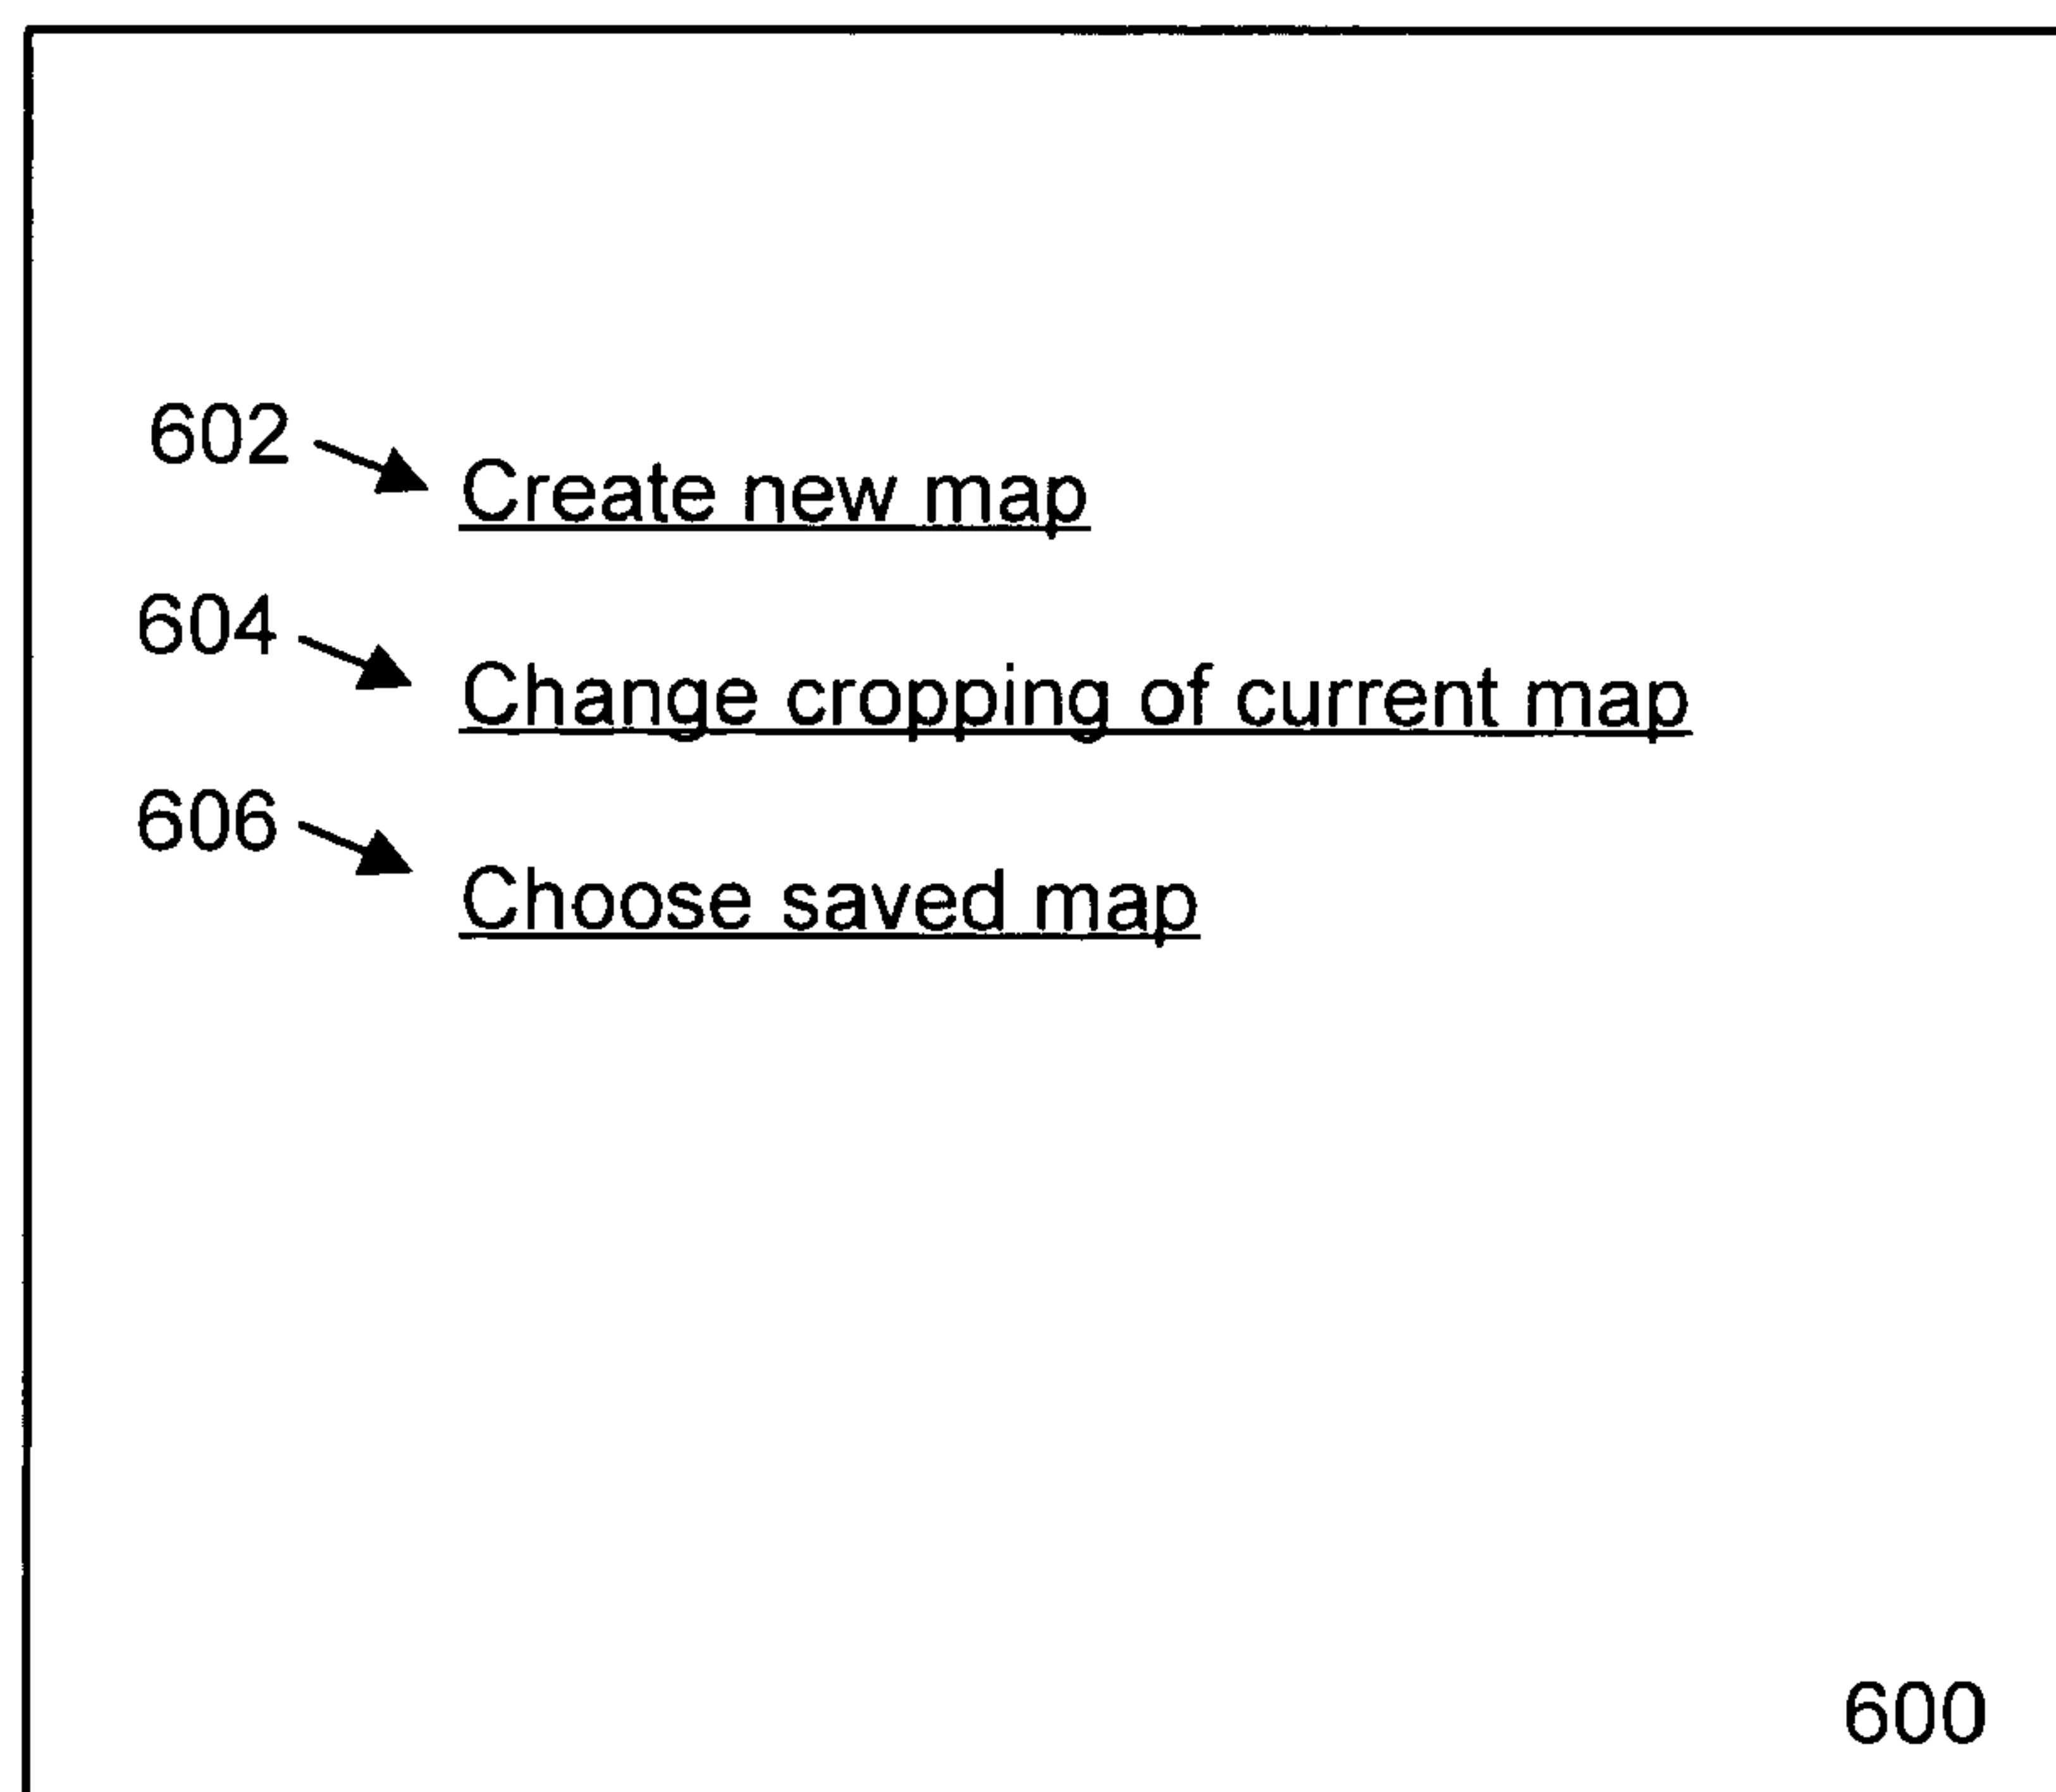 602
Create new map
604
Change cropping of current map
606
Choose saved map
600